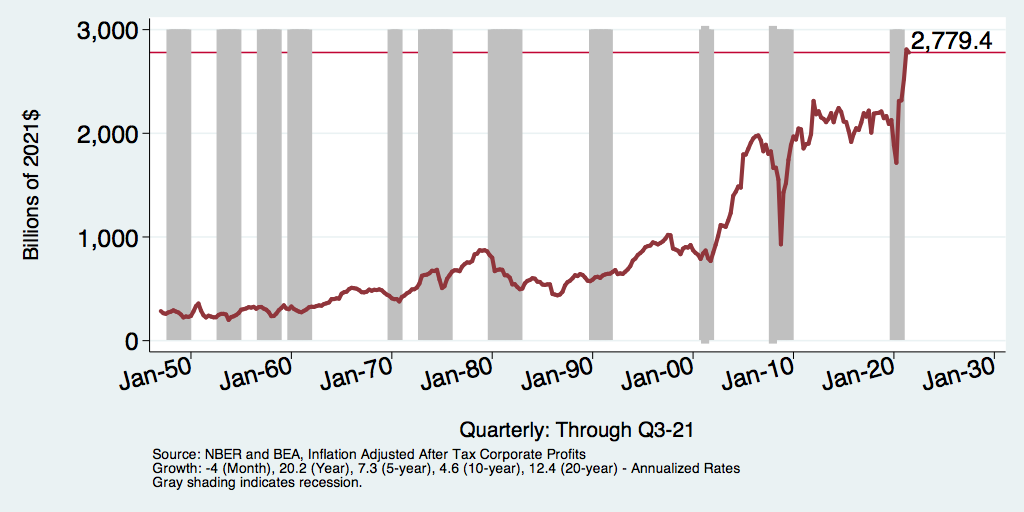 3,000
2,779.4
2,000
1,000
0
Billions of 2021$
Jan-50 Jan-60 Jan-70 Jan-80 Jan-90 Jan-00 Jan-10 Jan-20 Jan-30
Quarterly: Through Q3-21
Source: NBER and BEA, Inflation Adjusted After Tax Corporate Profits
Growth: -4 (Month), 20.2 (Year), 7.3 (5-year), 4.6 (10-year), 12.4 (20-year) - Annualized Rates
Gray shading indicates recession.